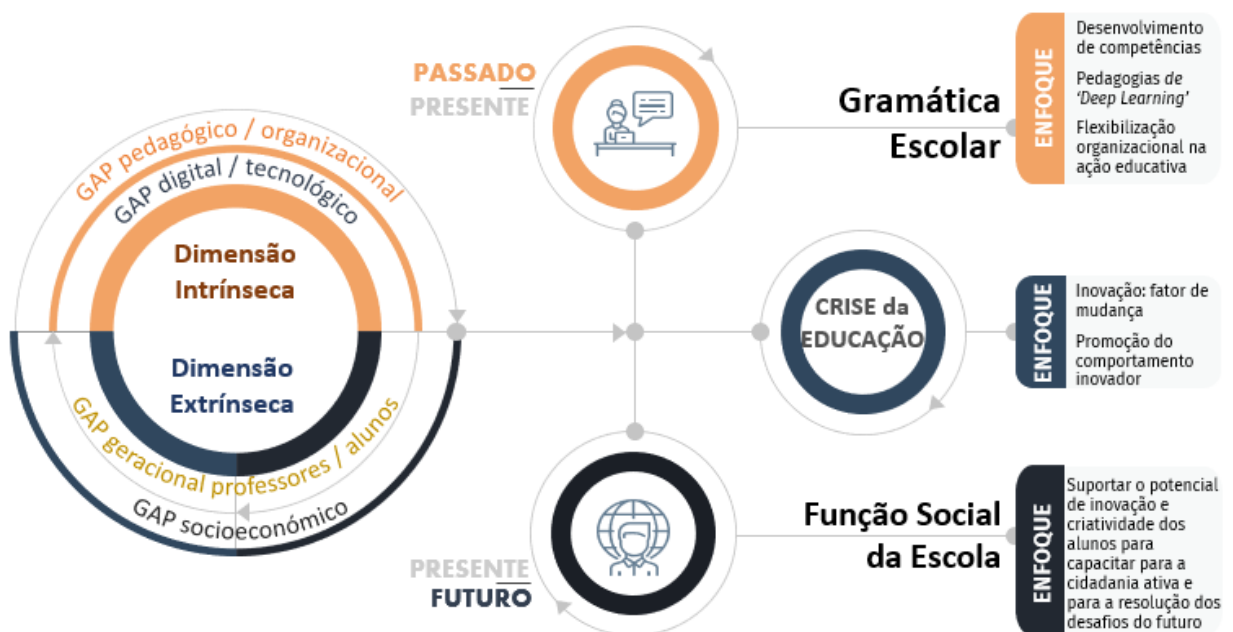 GAP pedagógico / organizacional
GAP digital / tecnológico
Dimensão
Intrínseca
Dimensão
Extrínseca
GAP geracional professores / alunos
GAP socioeconómico
PASSADO
PRESENTE
Gramática
Escolar
ENFOQUE
Desenvolvimento
de competências
Pedagogias de
‘Deep Learning’
Flexibilização
organizacional na
ação educativa
CRISE da
EDUCAÇÃO
ENFOQUE
Inovação: fator de
mudança
Promoção do
comportamento
inovador
PRESENTE
FUTURO
Função Social
da Escola
ENFOQUE
Suportar o potencial
de inovação e
criatividade dos
alunos para
capacitar para a
cidadania ativa e
para a resolução dos
desafios do futuro